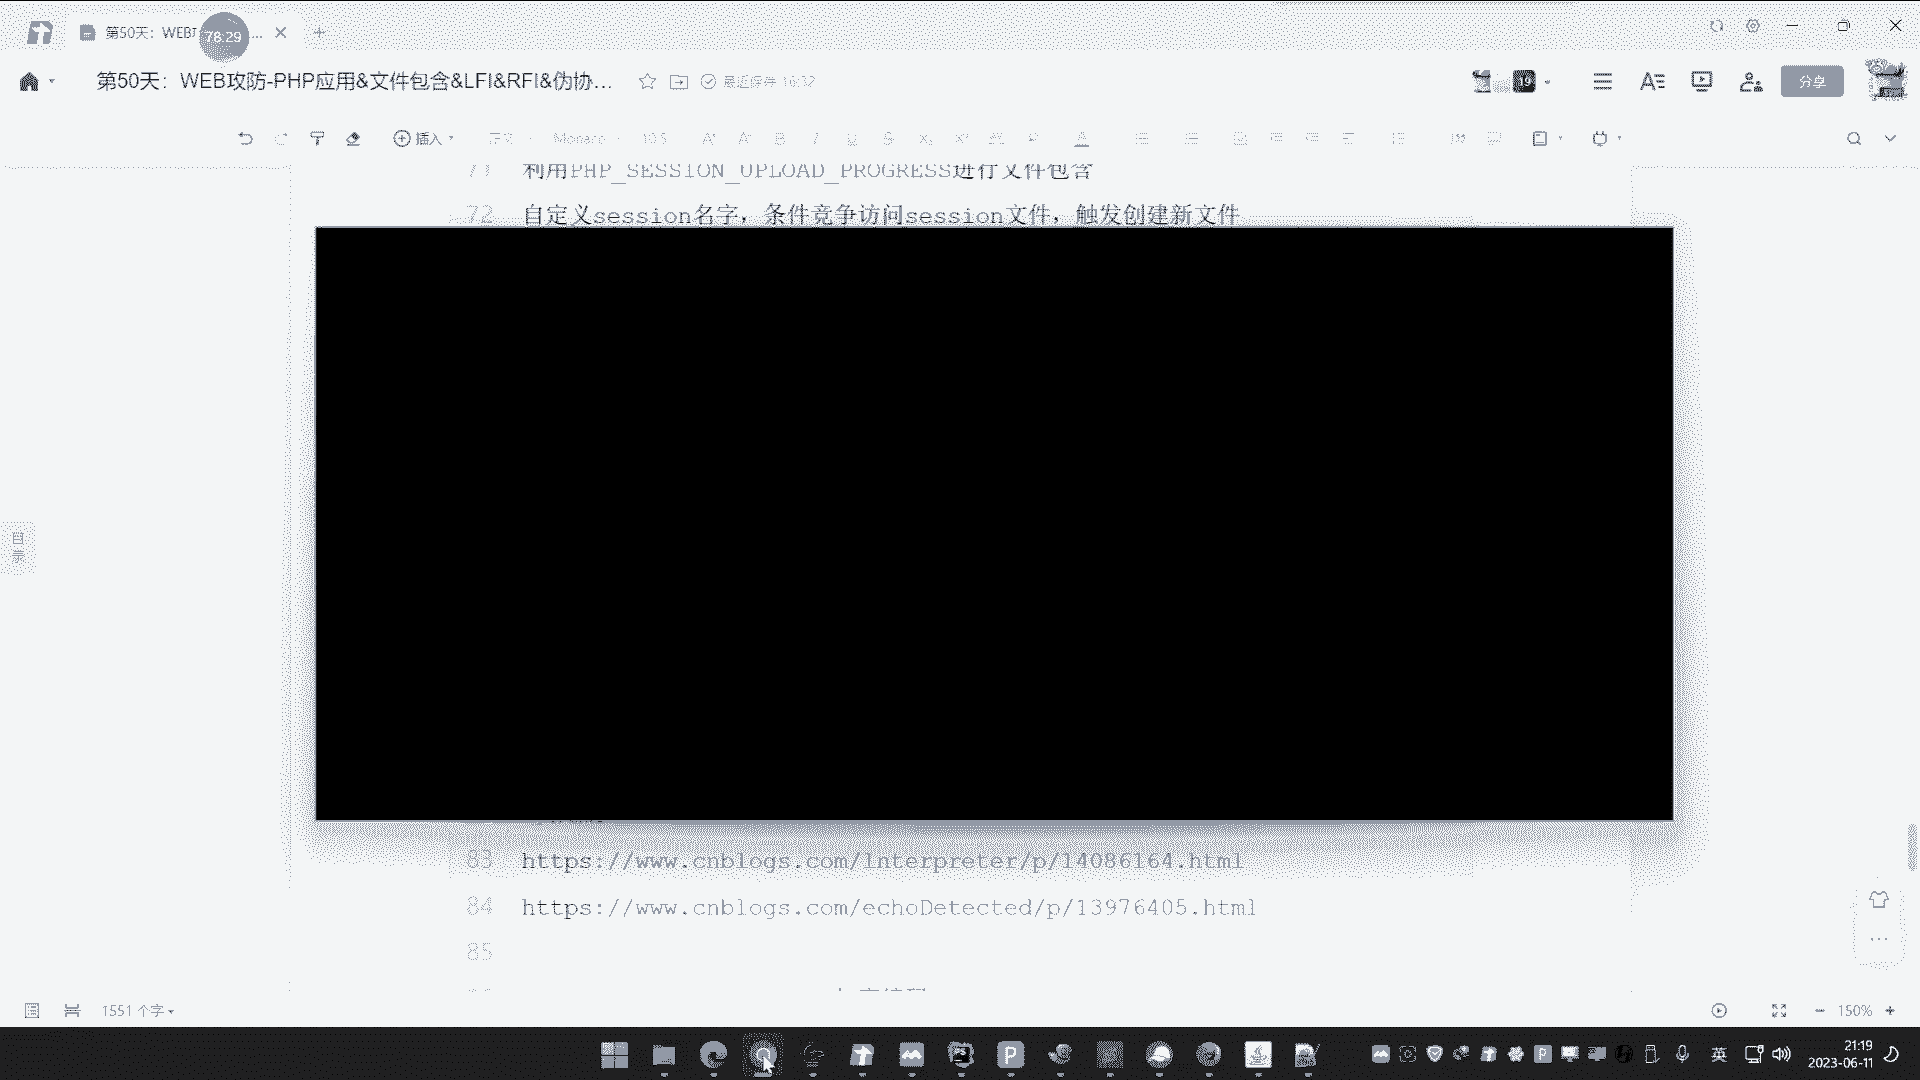 第50天：WEB
78:29
...
第50天：WEB攻防-PHP应用&文件包含&LFI&RFI&伪协...
最近保存 16:32
19
分享
插入
正文
Monaco
10.5
71 利用PHP_SESSION_UPLOAD_PROGRESS进行文件包含
72 自定义session名字，条件竞争访问session文件，触发创建新文件
目录
83 https://www.cnblogs.com/Interpreter/p/14086164.html
84 https://www.cnblogs.com/echoDetected/p/13976405.html
85
1551 个字
150%
英
21:19
2023-06-11